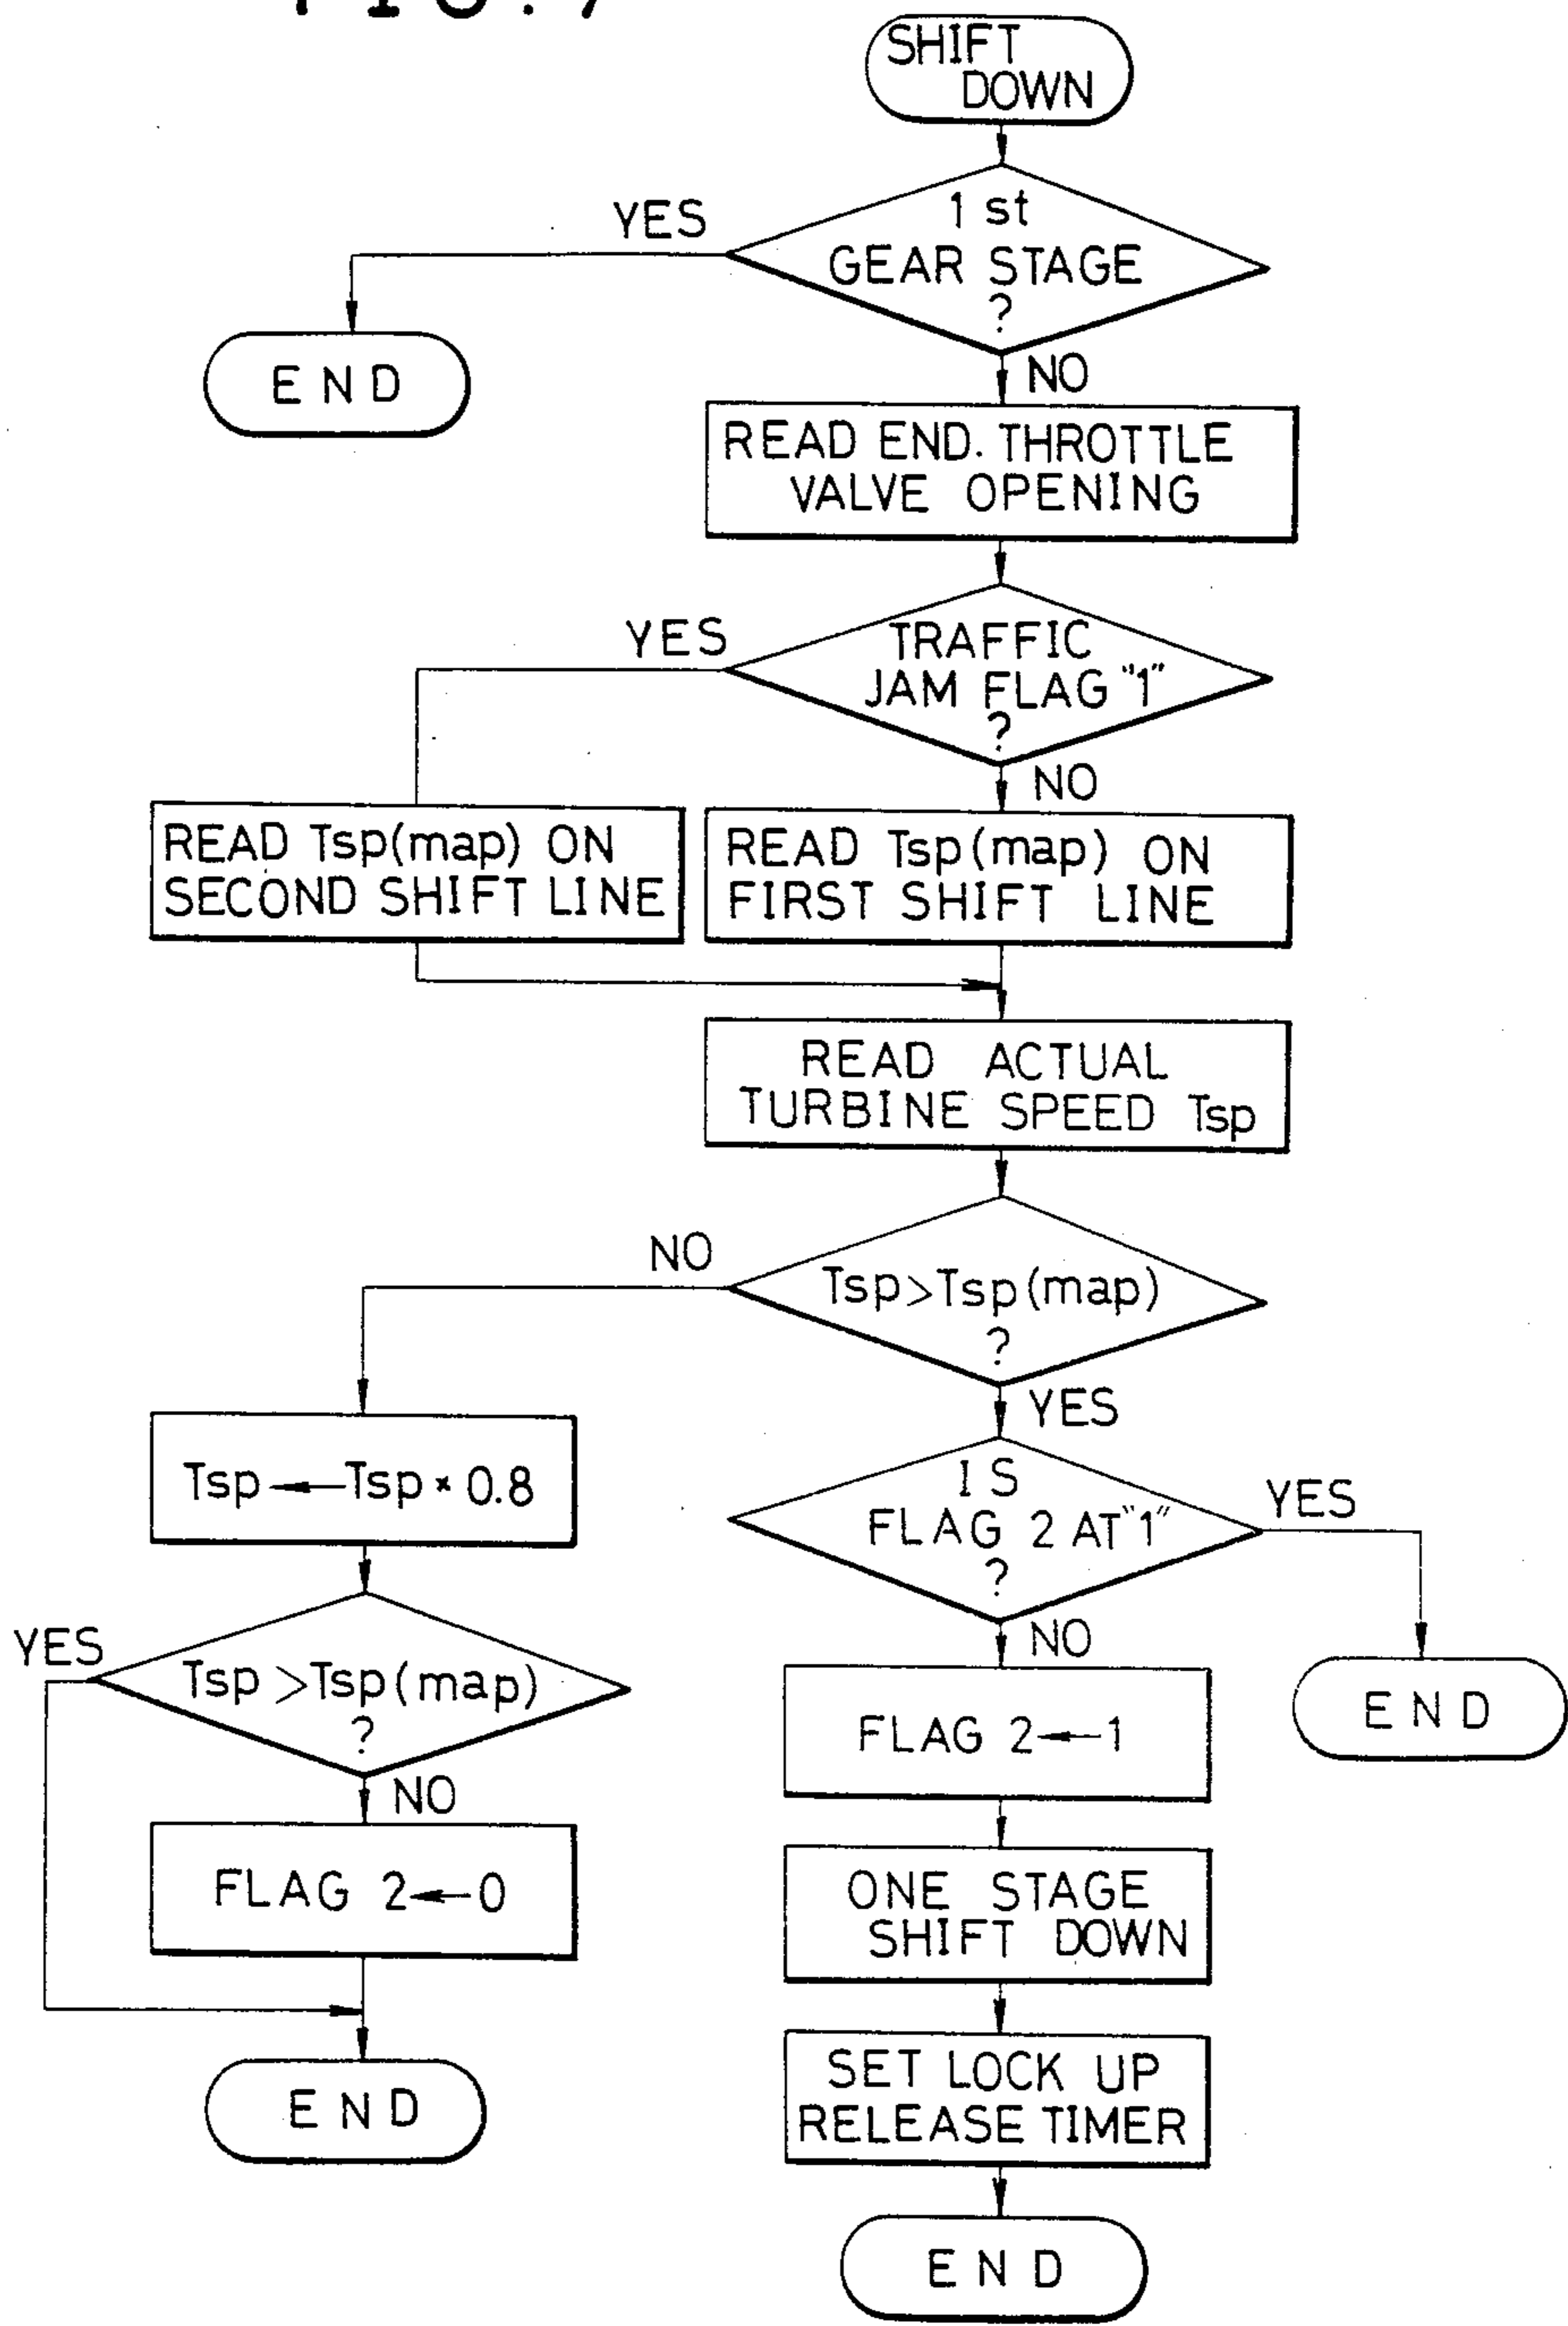 FIG. 7
SHIFT
DOWN
YES
1 st
GEAR STAGE
?
END
NO
READ END. THROTTLE
VALVE OPENING
YES
TRAFFIC
JAM FLAG "1"
?
NO
READ Tsp(map) ON
SECOND SHIFT LINE
READ Tsp(map) ON
FIRST SHIFT LINE
READ ACTUAL
TURBINE SPEED Tsp
NO
Tsp>Tsp(map)
?
YES
Tsp←Tsp×0.8
IS
FLAG 2 AT "1"
?
YES
NO
END
YES
Tsp>Tsp(map)
?
NO
FLAG 2←1
FLAG 2←0
ONE STAGE
SHIFT DOWN
END
SET LOCK UP
RELEASE TIMER
END